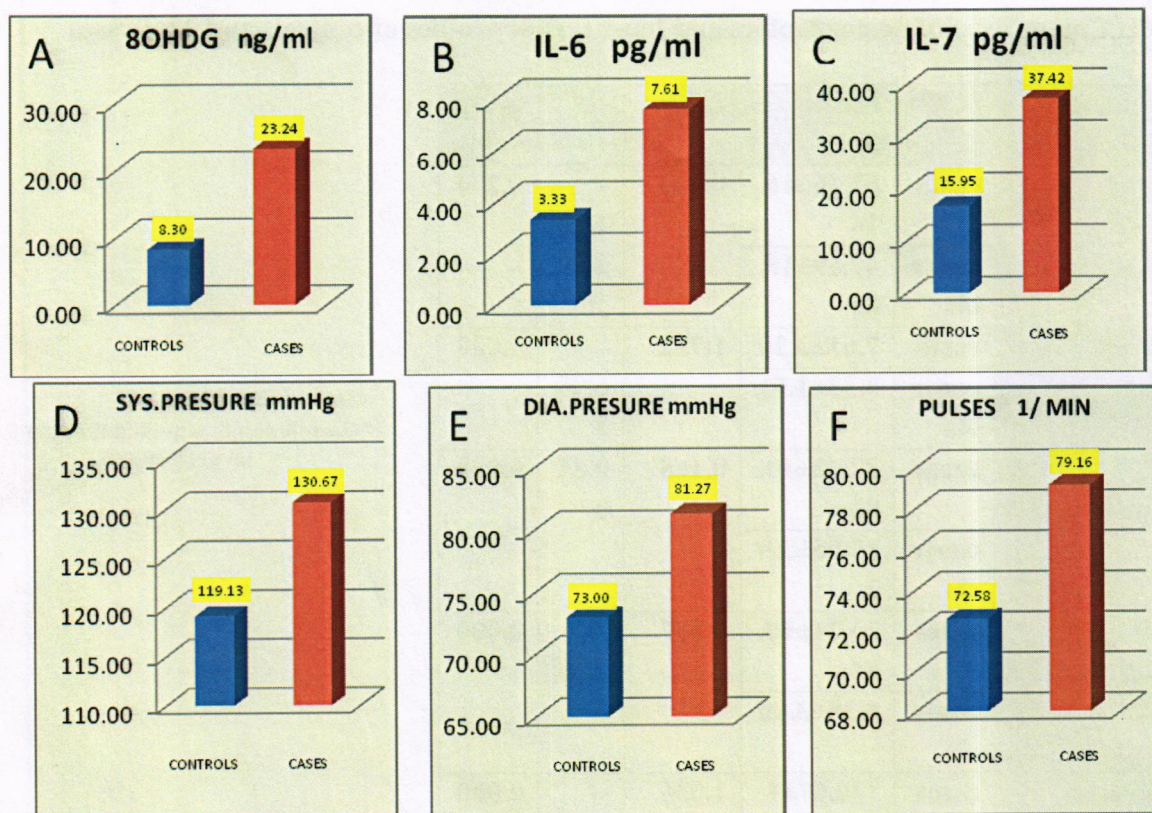 A
8OHDG ng/ml
30.00
20.00
10.00
0.00
8.30
23.24
CONTROLS CASES
B
IL-6 pg/ml
8.00
6.00
4.00
2.00
0.00
3.33
7.61
CONTROLS CASES
C
IL-7 pg/ml
40.00
30.00
20.00
10.00
0.00
15.95
37.42
CONTROLS CASES
D
SYS.PRESURE mmHg
135.00
130.00
125.00
120.00
115.00
110.00
119.13
130.67
CONTROLS CASES
E
DIA.PRESURE mmHg
85.00
80.00
75.00
70.00
65.00
73.00
81.27
CONTROLS CASES
F
PULSES 1/ MIN
80.00
78.00
76.00
74.00
72.00
70.00
68.00
72.58
79.16
CONTROLS CASES